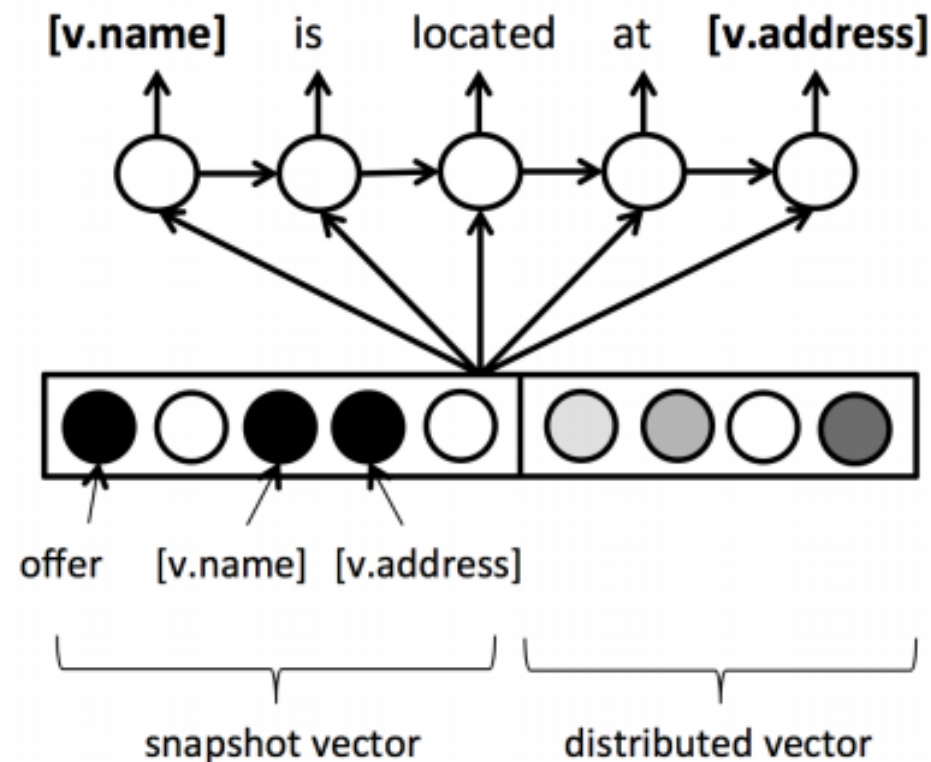 [v.name] is located at [v.address]
offer [v.name] [v.address]
snapshot vector distributed vector